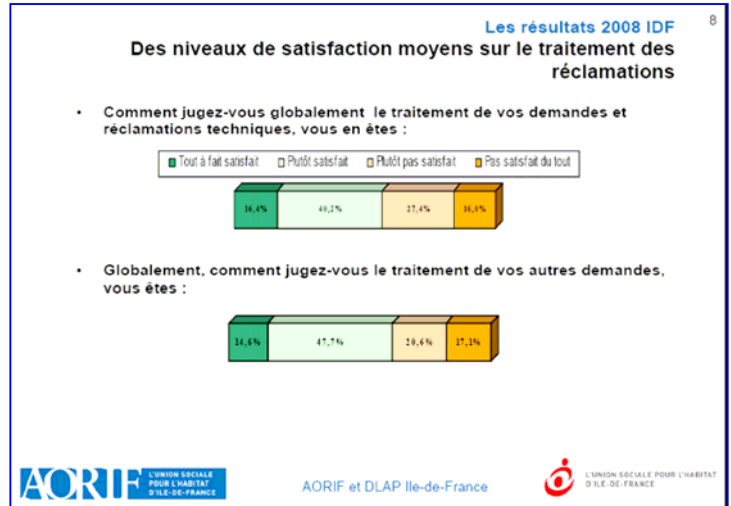 8
Les résultats 2008 IDF
Des niveaux de satisfaction moyens sur le traitement des
réclamations
• Comment jugez-vous globalement le traitement de vos demandes et
réclamations techniques, vous en êtes :
Tout à fait satisfait Plutôt satisfait Plutôt pas satisfait Pas satisfait du tout
16,4% 40,2% 27,4% 16,0%
• Globalement, comment jugez-vous le traitement de vos autres demandes,
vous êtes :
14,6% 47,7% 20,6% 17,1%
AORIF
L'UNION SOCIALE
POUR L'HABITAT
D'ILE-DE-FRANCE
AORIF et DLAP Ile-de-France
L'UNION SOCIALE POUR L'HABITAT
D'ILE DE FRANCE